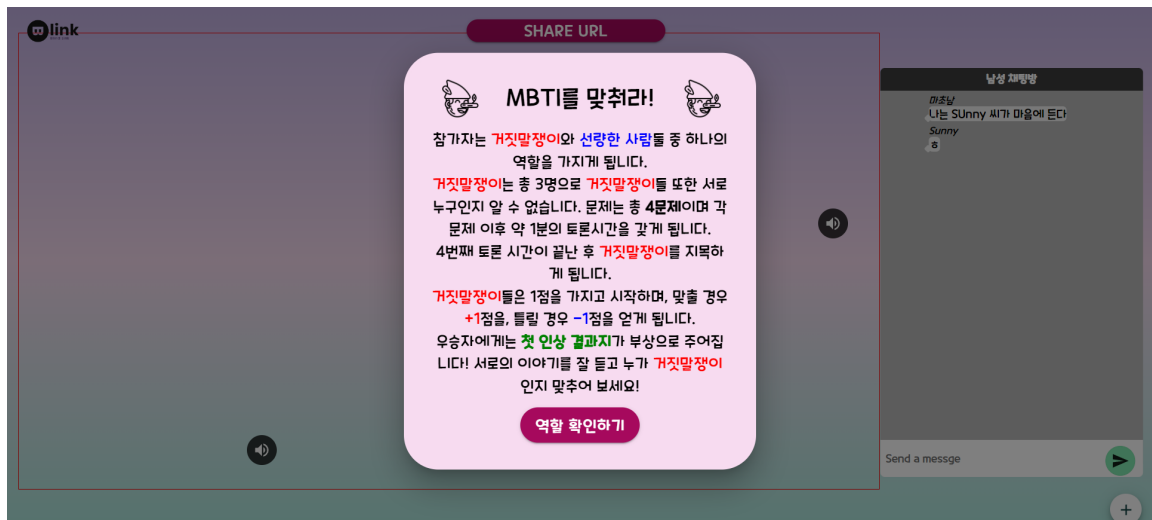 link
SHARE URL
MBTI를 맞춰라!
참가자는 거짓말쟁이와 선량한 사람들 중 하나의
역할을 가지게 됩니다.
거짓말쟁이는 총 3명으로 거짓말쟁이들 또한 서로
누구인지 알 수 없습니다. 문제는 총 4문제이며 각
문제 이후 약 1분의 토론시간을 갖게 됩니다.
4번째 토론 시간이 끝난 후 거짓말쟁이를 지목하
게 됩니다.
거짓말쟁이들은 1점을 가지고 시작하며, 맞출 경우
+1점을, 틀릴 경우 -1점을 얻게 됩니다.
우승자에게는 첫 인상 결과지가 부상으로 주어집
니다! 서로의 이야기를 잘 듣고 누가 거짓말쟁이
인지 맞추어 보세요!
역할 확인하기
남성 채팅방
마초남
나는 SUnny 씨가 마음에 든다
Sunny
ㅎ
Send a messge
+